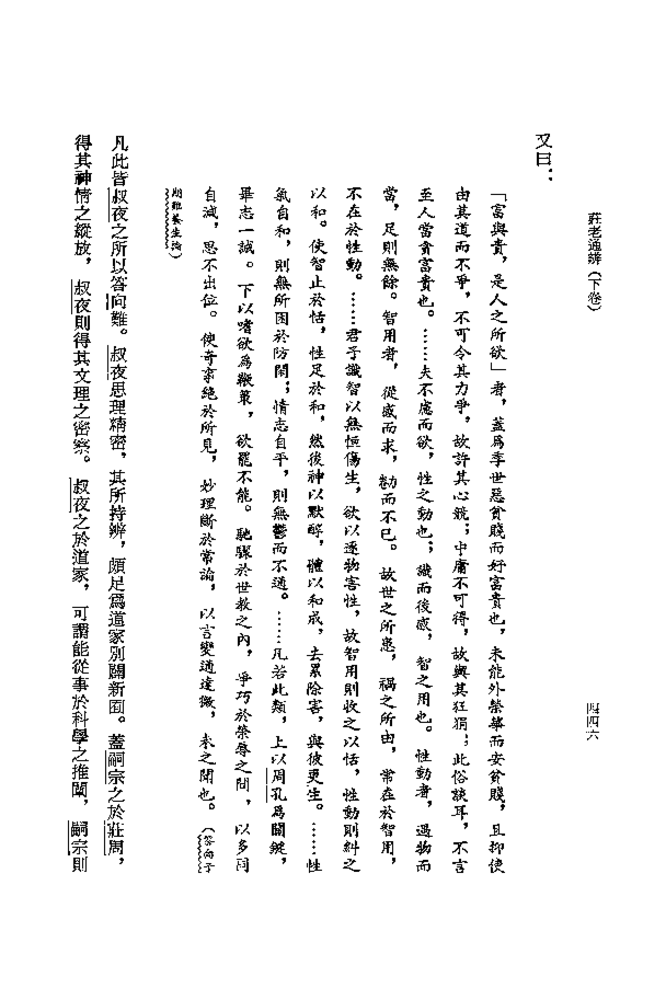 莊老通辨（下卷）
四四六
又曰：
「富與貴，是人之所欲」者，蓋為季世惡貧賤而好富貴也，未能外榮華而安貧賤，且抑使
由其道而不爭，不可令其力爭，故許其心競；中庸不可得，故與其狂狷；此俗談耳，不言
至人當貪富貴也。……夫不慮而欲，性之動也；識而後感，智之用也。性動者，遇物而
當，足則無餘。智用者，從感而求，勌而不已。故世之所患，禍之所由，常在於智用，
不在於性動。……君子識智以無恒傷生，欲以逐物害性，故智用則收之以恬，性動則糾之
以和。使智止於恬，性足於和，然後神以默醇，體以和成，去累除害，與彼更生。……性
氣自和，則無所困於防閑；情志自平，則無鬱而不通。……凡若此類，上以周孔為關鍵，
畢志一誠。下以嗜欲為鞭策，欲罷不能。馳驟於世教之內，爭巧於榮辱之間，以多同
自減，思不出位。使奇事絕於所見，妙理斷於常論，以言變通達微，未之聞也。（答向子
期難養生論）
凡此皆叔夜之所以答向難。叔夜思理精密，其所持辨，頗足為道家別闢新囿。蓋嗣宗之於莊周，
得其神情之縱放，叔夜則得其文理之密察。叔夜之於道家，可謂能從事於科學之推闡，嗣宗則